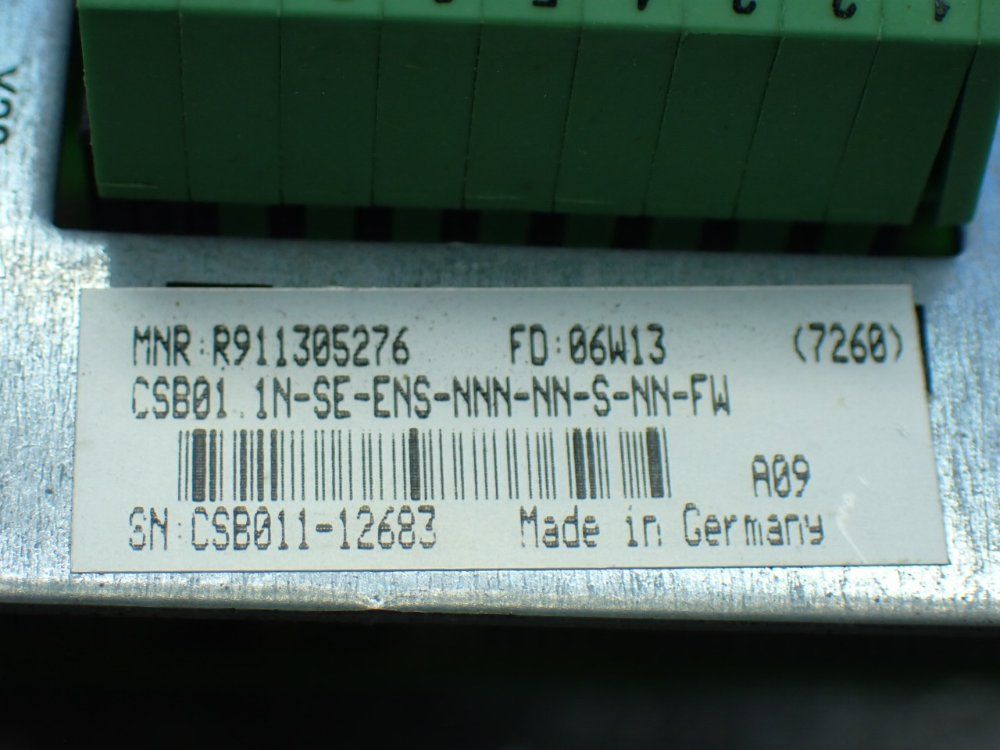 MNR:R911305276 FD:06W13 (7260)
CSB01.1N-SE-ENS-NNN-NN-S-NN-FW
A09
SN:CSB011-12683 Made in Germany